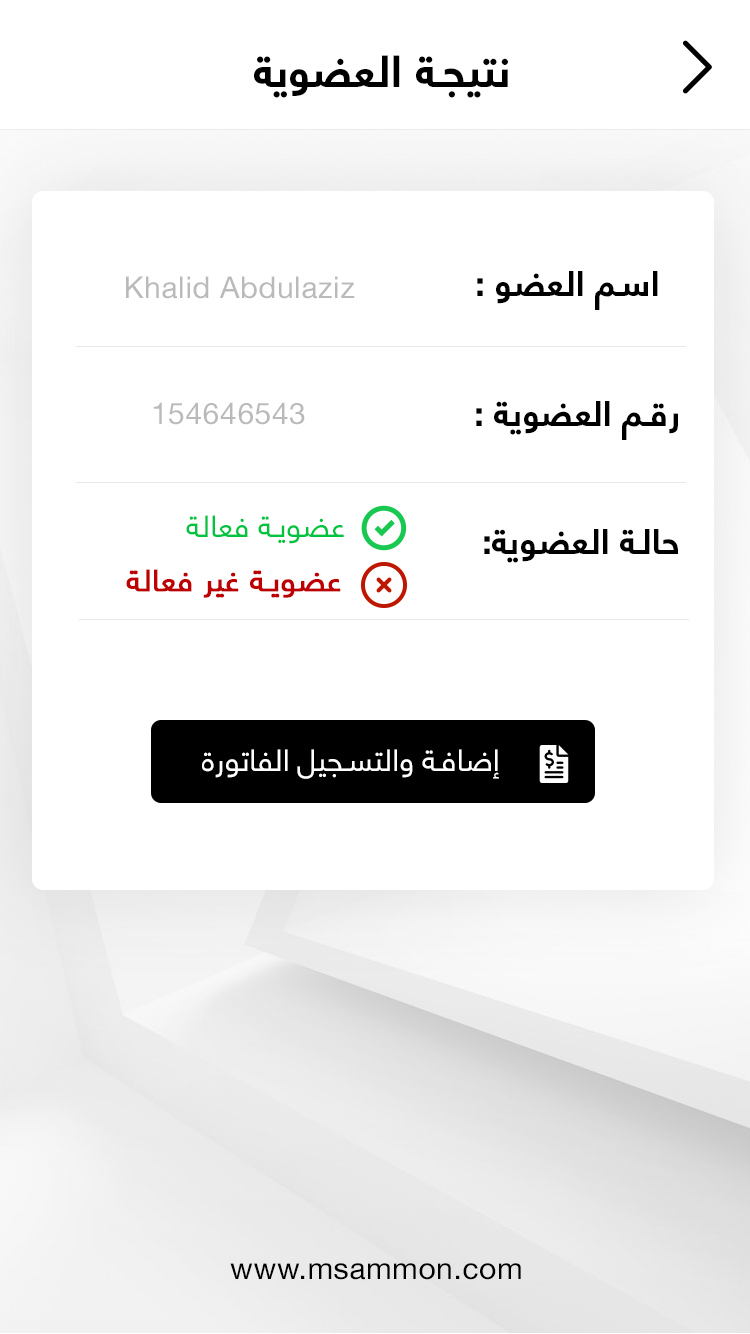 نتيجة العضوية
اسم العضو : Khalid Abdulaziz
رقم العضوية : 154646543
حالة العضوية: عضوية فعالة
عضوية غير فعالة
إضافة والتسجيل الفاتورة
www.msammon.com